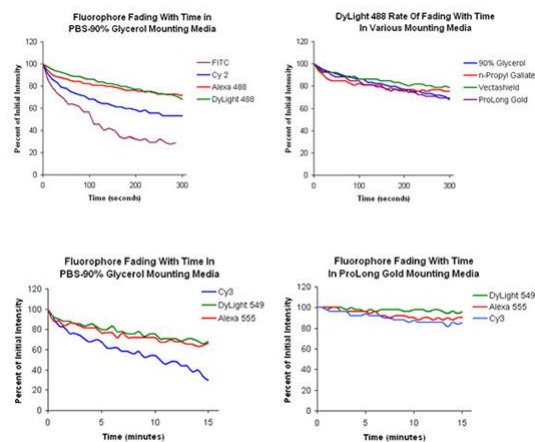 Fluorophore Fading With Time in
PBS-90% Glycerol Mounting Media
Percent of Initial Intensity
120
100
80
60
40
20
0
0
100
200
300
Time (seconds)
FITC
Cy 2
Alexa 488
DyLight 488
DyLight 488 Rate Of Fading With Time
In Various Mounting Media
Percent of Initial Intensity
120
100
80
60
40
20
0
0
100
200
300
Time (seconds)
90% Glycerol
n-Propyl Gallate
Vectashield
ProLong Gold
Fluorophore Fading With Time In
PBS-90% Glycerol Mounting Media
Percent of Initial Intensity
120
100
80
60
40
20
0
0
5
10
15
Time (minutes)
Cy3
DyLight 549
Alexa 555
Fluorophore Fading With Time
In ProLong Gold Mounting Media
Percent of Initial Intensity
120
100
80
60
40
20
0
0
5
10
15
Time (minutes)
DyLight 549
Alexa 555
Cy3